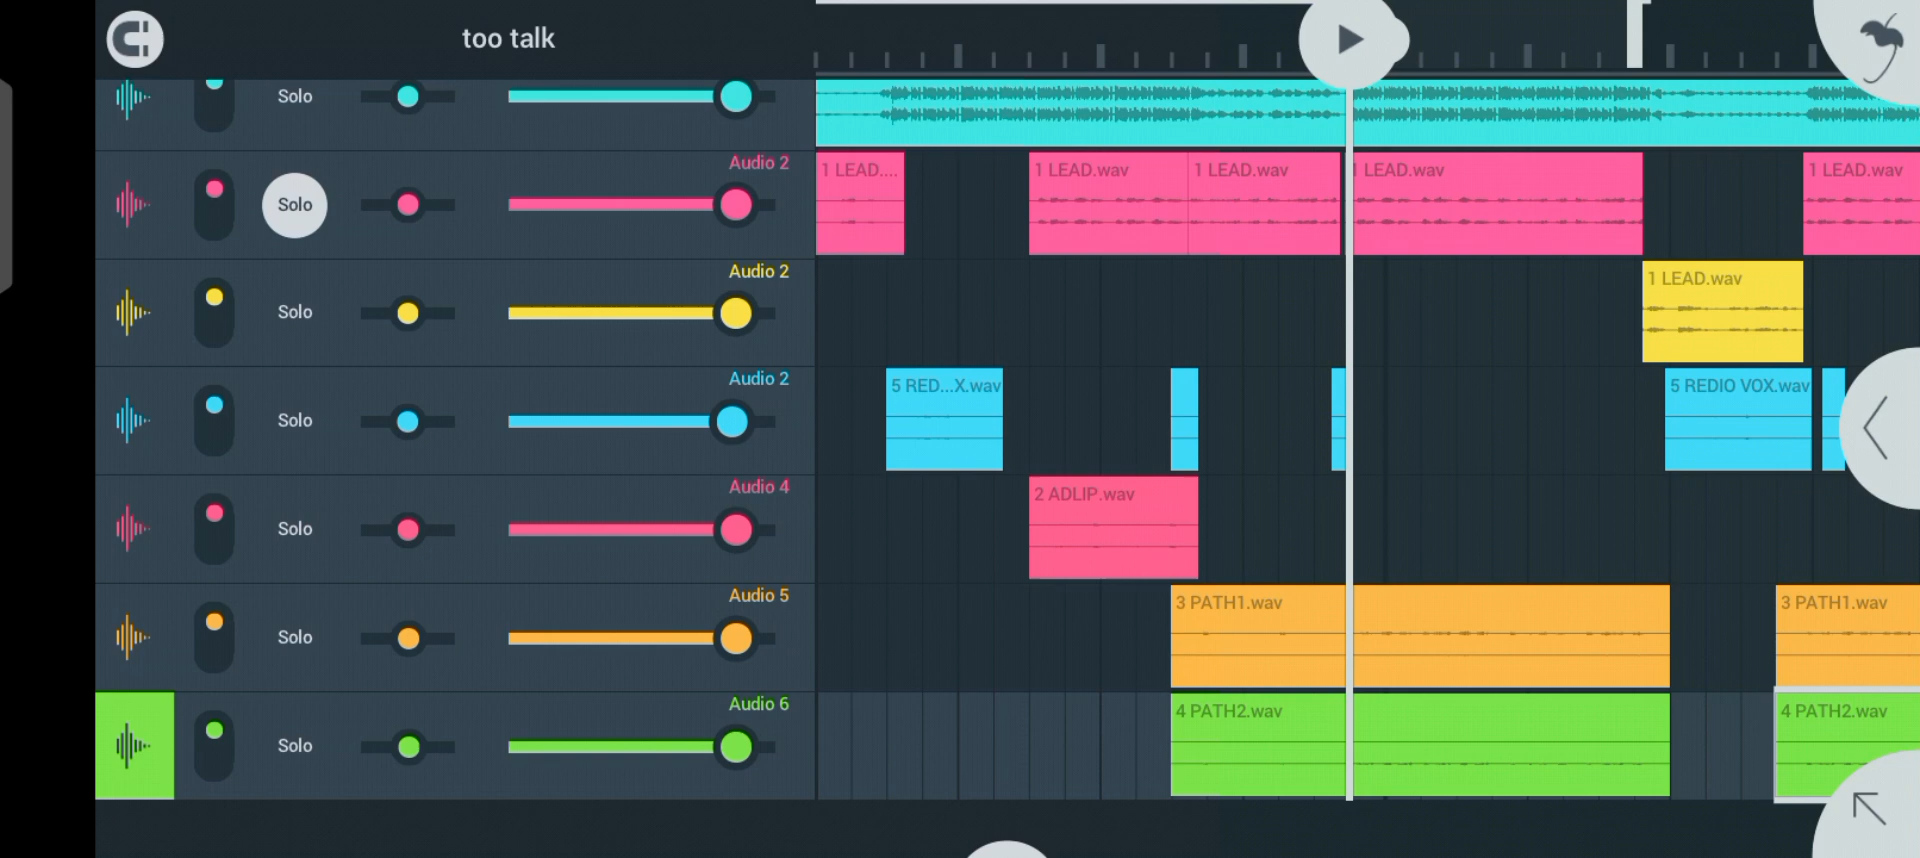 too talk
Solo
Audio 2
Solo
1 LEAD....
1 LEAD.wav
1 LEAD.wav
1 LEAD.wav
1 LEAD.wav
Audio 2
Solo
1 LEAD.wav
Audio 2
Solo
5 RED...X.wav
5 REDIO VOX.wav
Audio 4
Solo
2 ADLIP.wav
Audio 5
Solo
3 PATH1.wav
3 PATH1.wav
Audio 6
Solo
4 PATH2.wav
4 PATH2.wav